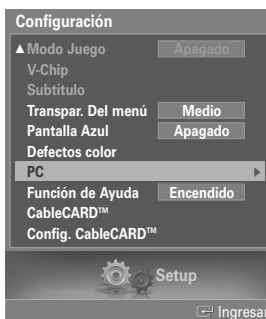 Configuración
▲ Modo Juego Apagado
V-Chip
Subtítulo
Transpar. Del menú Medio
Pantalla Azul Apagado
Defectos color
PC ►
Función de Ayuda Encendido
CableCARD™
Config. CableCARD™
Setup
Ingresar